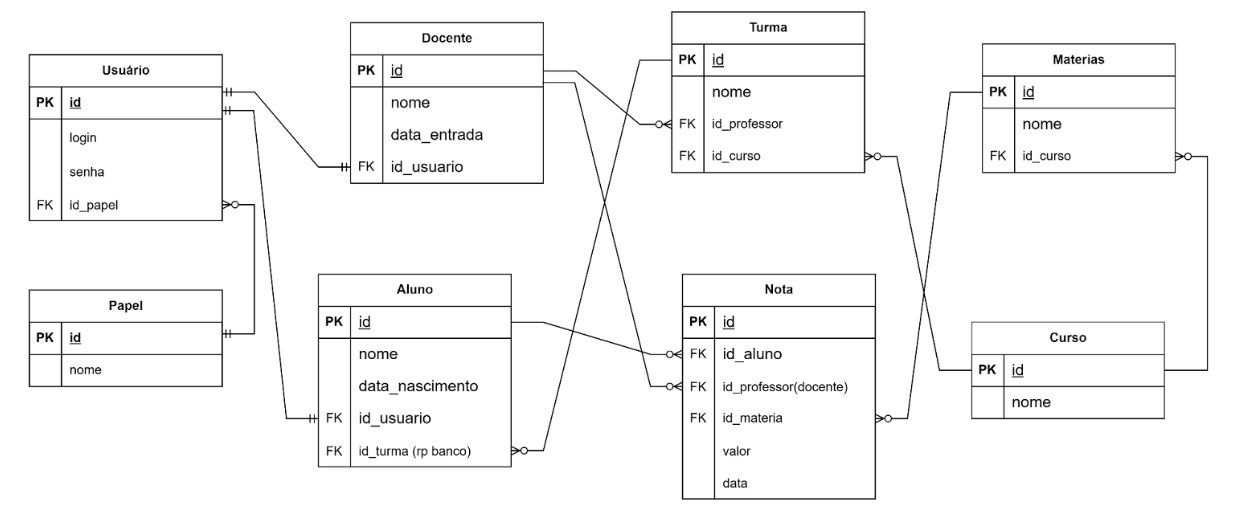 Usuário
PK id
login
senha
FK id_papel
Papel
PK id
nome
Docente
PK id
nome
data_entrada
FK id_usuario
Aluno
PK id
nome
data_nascimento
FK id_usuario
FK id_turma (rp banco)
Turma
PK id
nome
FK id_professor
FK id_curso
Nota
PK id
FK id_aluno
FK id_professor(docente)
FK id_materia
valor
data
Materias
PK id
nome
FK id_curso
Curso
PK id
nome